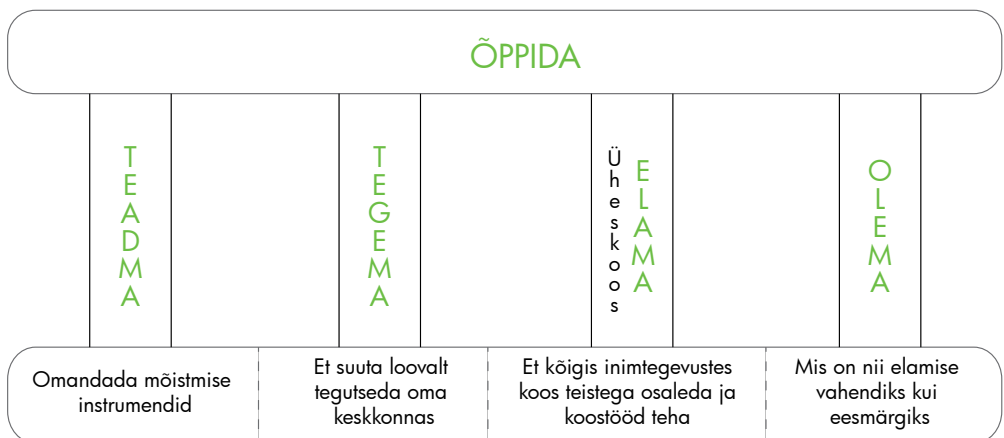 ÕPPIDA
TEADMA
TEGEMA
Üheskoos
ELAMA
OLEMA
Omandada mõistmise
instrumendid
Et suuta loovalt
tegutseda oma
keskkonnas
Et kõigis inimtegevustes
koos teistega osaleda ja
koostööd teha
Mis on nii elamise
vahendiks kui
eesmärgiks